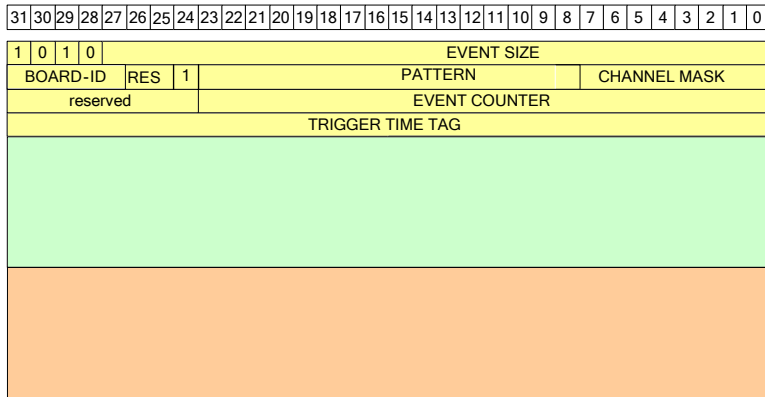 31 30 29 28 27 26 25 24 23 22 21 20 19 18 17 16 15 14 13 12 11 10 9 8 7 6 5 4 3 2 1 0
1 0 1 0 EVENT SIZE
BOARD-ID RES 1 PATTERN CHANNEL MASK
reserved EVENT COUNTER
TRIGGER TIME TAG